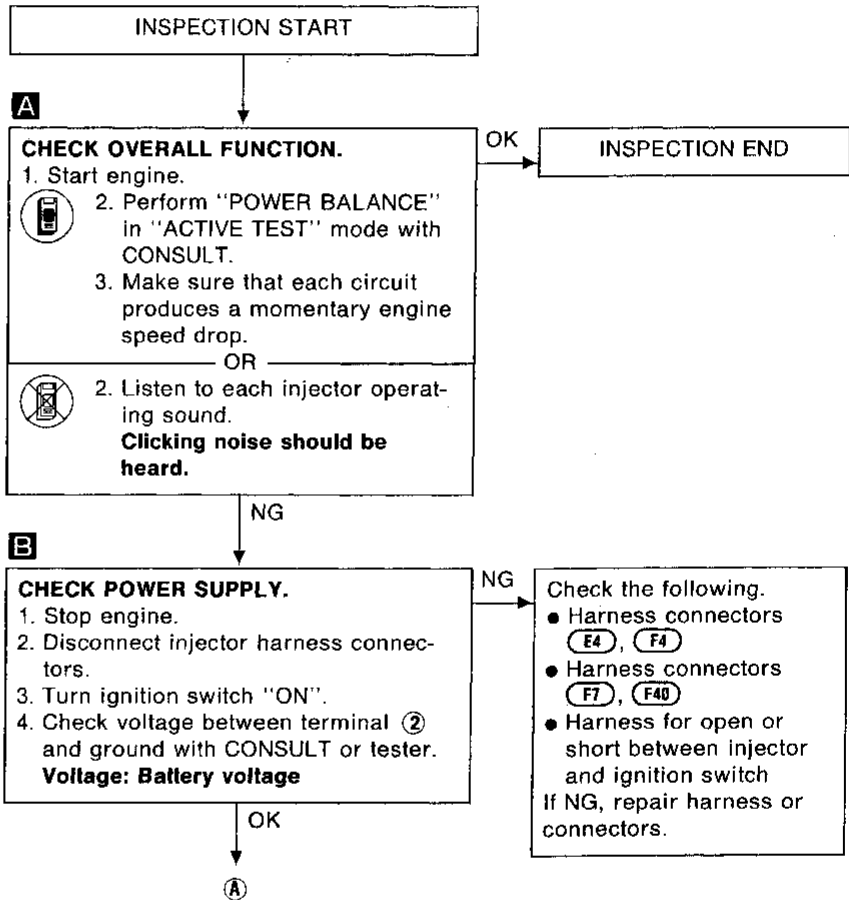 INSPECTION START
A
CHECK OVERALL FUNCTION.
1. Start engine.
2. Perform "POWER BALANCE"
in "ACTIVE TEST" mode with
CONSULT.
3. Make sure that each circuit
produces a momentary engine
speed drop.
OR
2. Listen to each injector operat-
ing sound.
Clicking noise should be
heard.
OK
INSPECTION END
NG
B
CHECK POWER SUPPLY.
1. Stop engine.
2. Disconnect injector harness connec-
tors.
3. Turn ignition switch "ON".
4. Check voltage between terminal ②
and ground with CONSULT or tester.
Voltage: Battery voltage
NG
Check the following.
● Harness connectors
E4, F4
● Harness connectors
F7, F40
● Harness for open or
short between injector
and ignition switch
If NG, repair harness or
connectors.
OK
Ⓐ